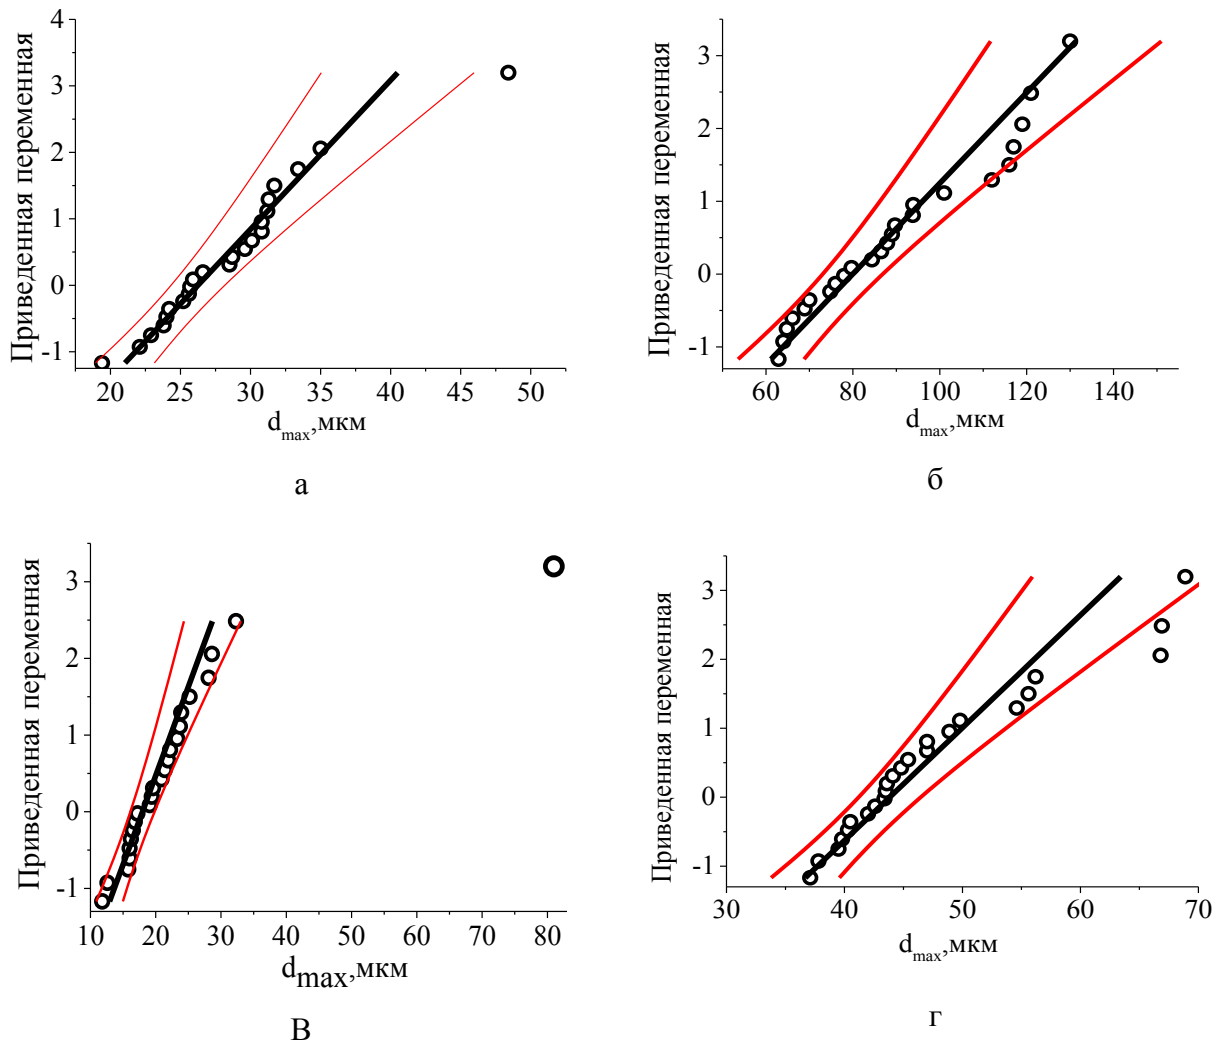 Приведенная переменная
4
3
2
1
0
-1
20 25 30 35 40 45 50
d_max,мкм
а
Приведенная переменная
3
2
1
0
-1
60 80 100 120 140
d_max,мкм
б
Приведенная переменная
3
2
1
0
-1
10 20 30 40 50 60 70 80
d_max,мкм
В
Приведенная переменная
3
2
1
0
-1
30 40 50 60 70
d_max,мкм
г